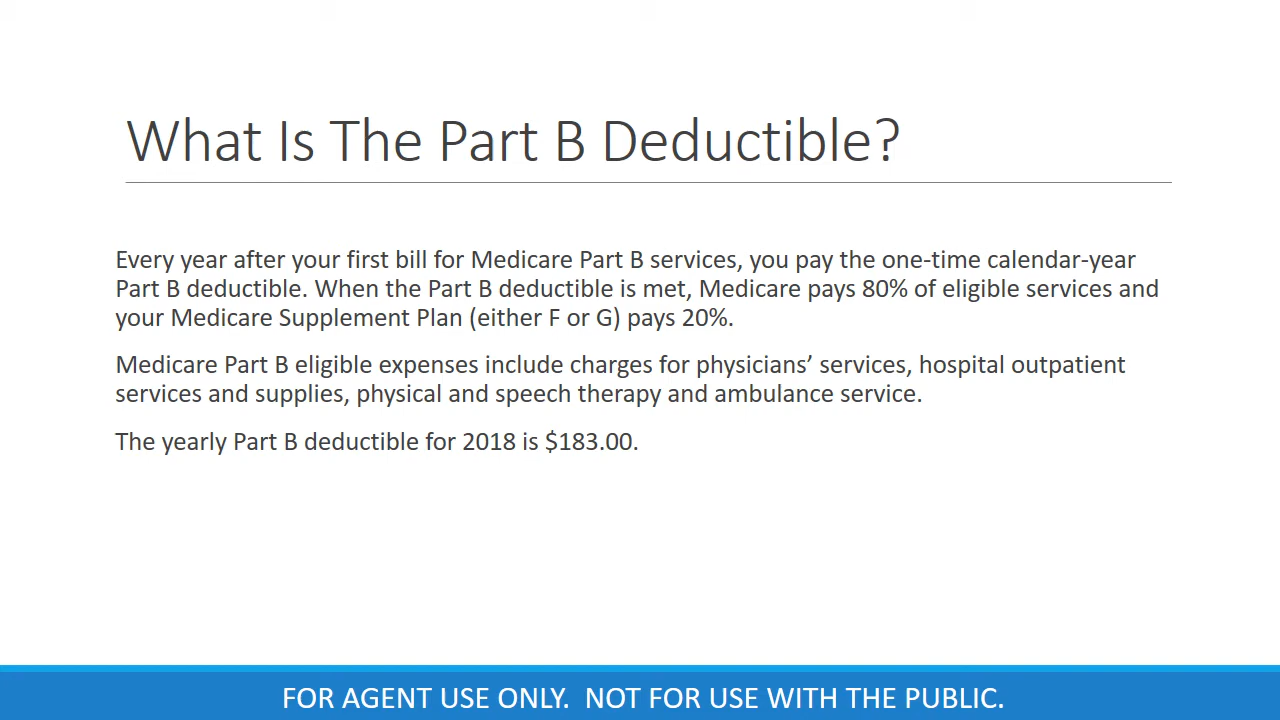 What Is The Part B Deductible?
Every year after your first bill for Medicare Part B services, you pay the one-time calendar-year
Part B deductible. When the Part B deductible is met, Medicare pays 80% of eligible services and
your Medicare Supplement Plan (either F or G) pays 20%.
Medicare Part B eligible expenses include charges for physicians’ services, hospital outpatient
services and supplies, physical and speech therapy and ambulance service.
The yearly Part B deductible for 2018 is $183.00.
FOR AGENT USE ONLY.  NOT FOR USE WITH THE PUBLIC.